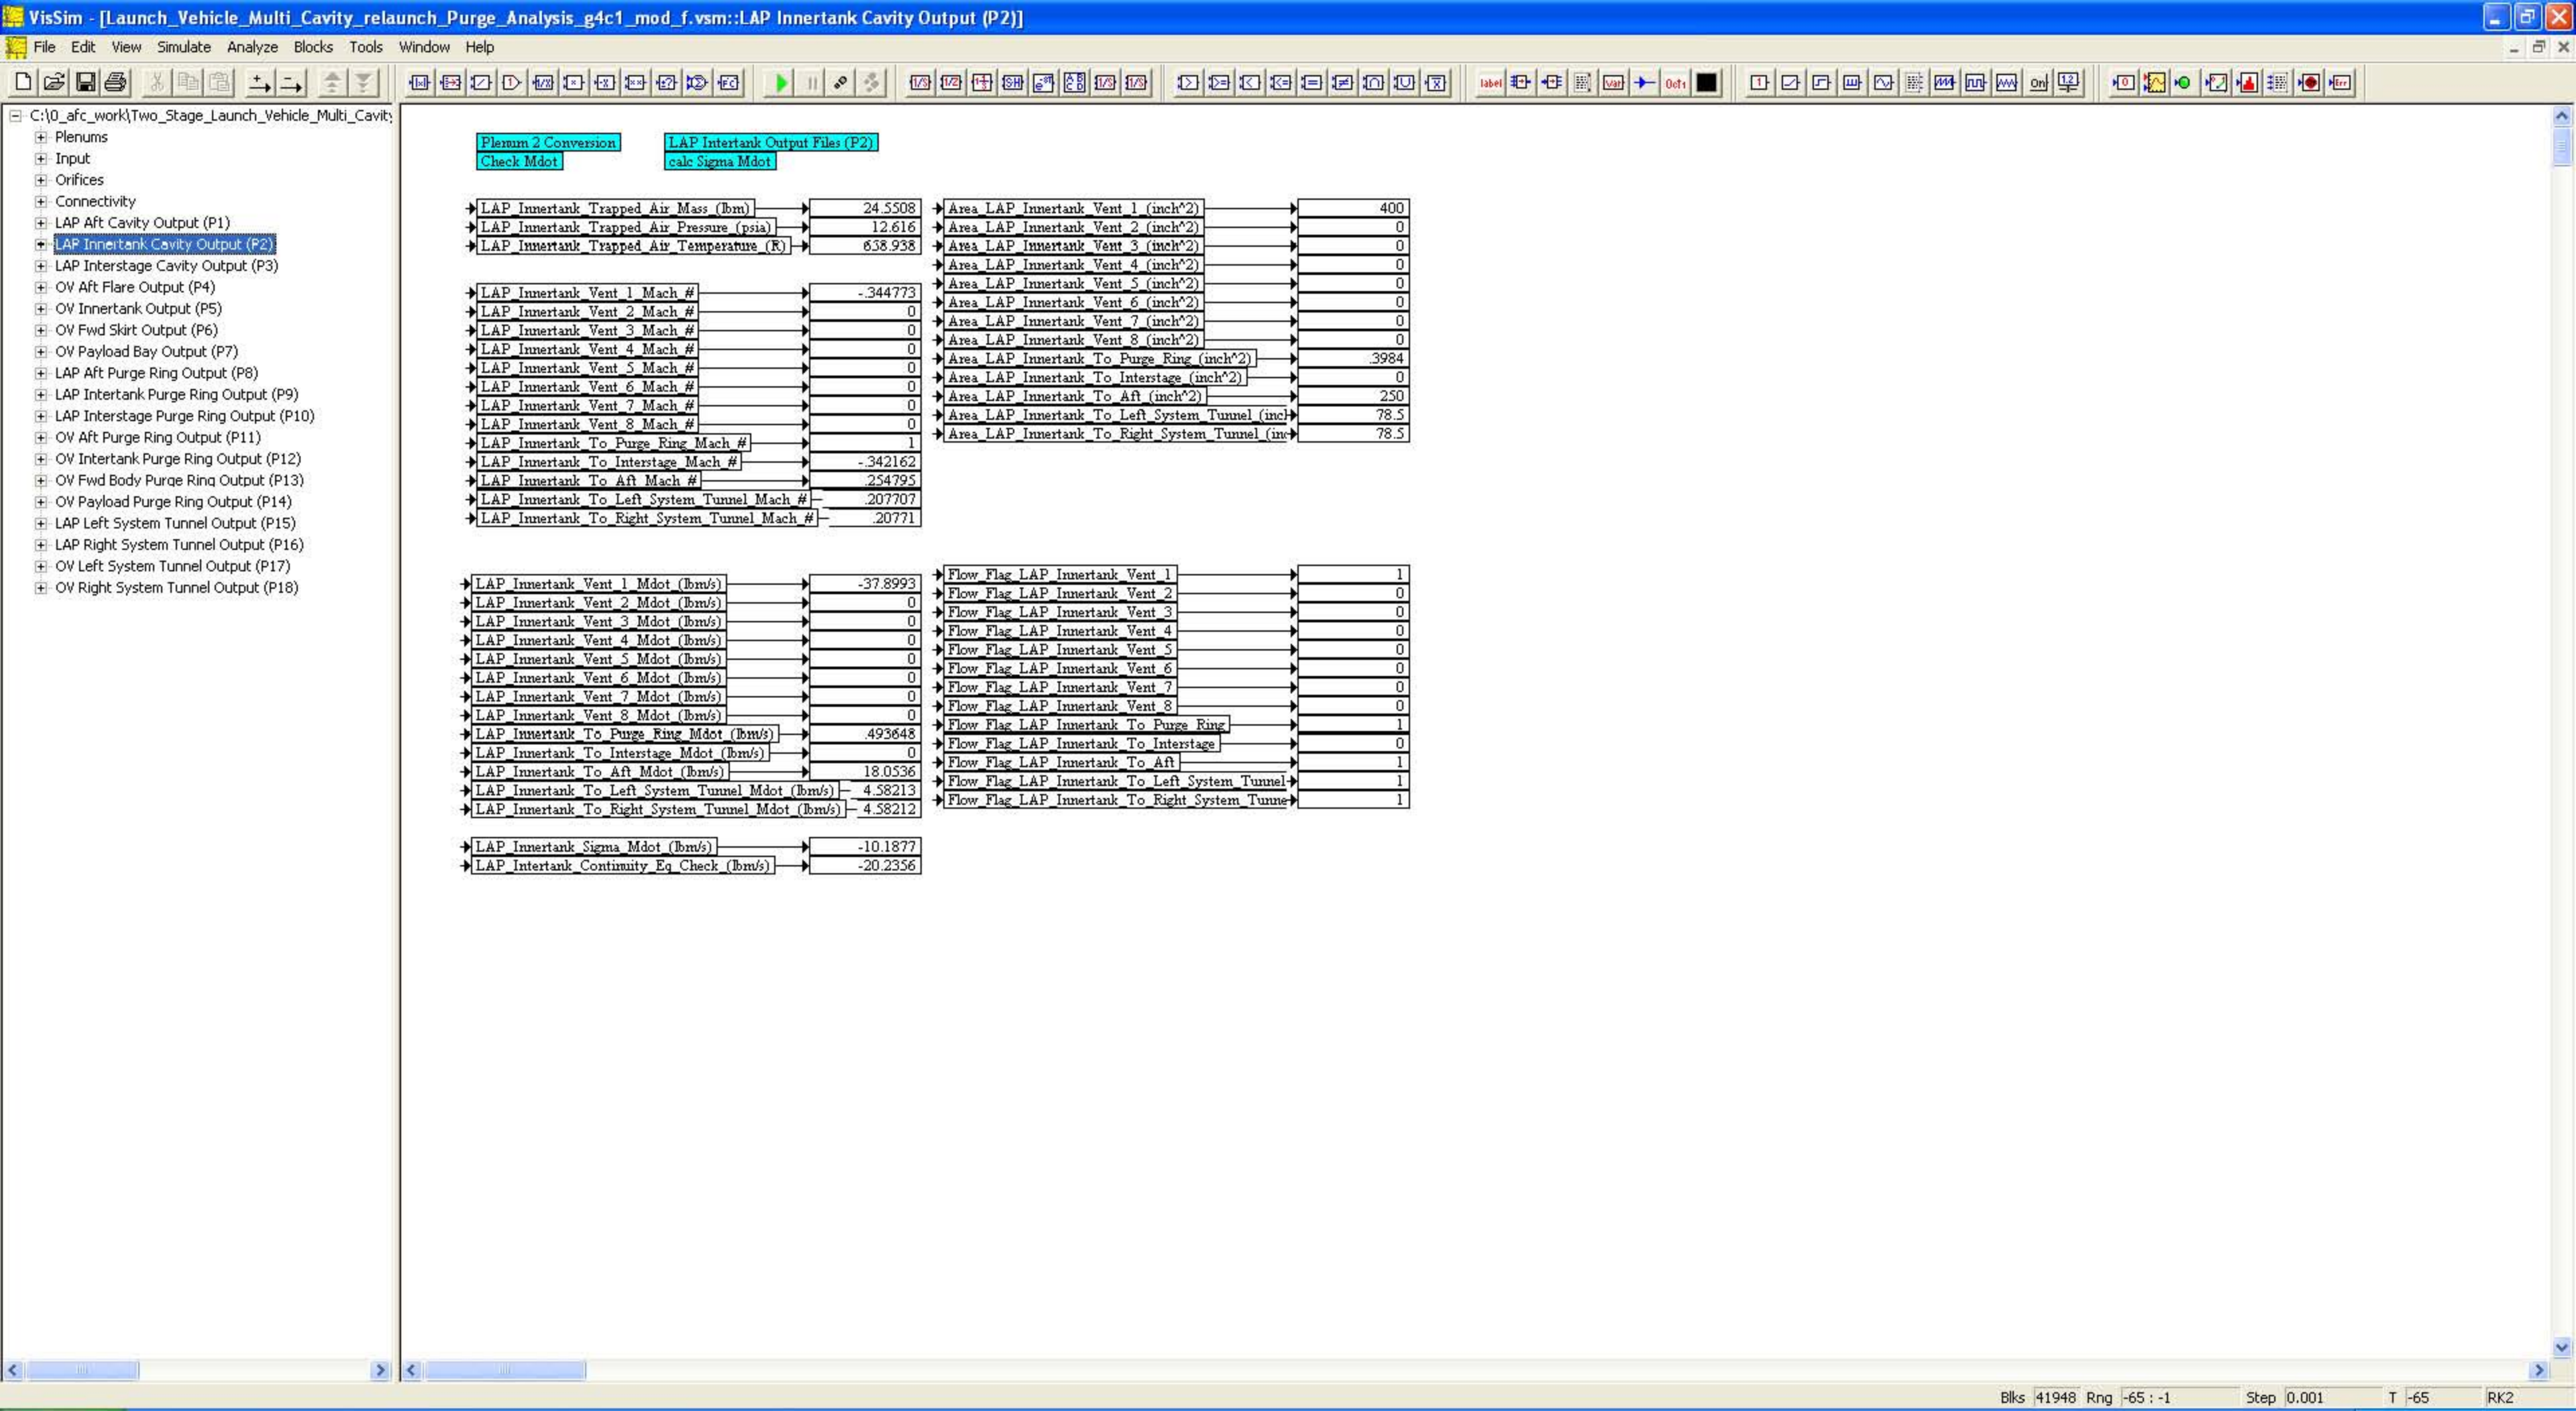 VisSim - [Launch_Vehicle_Multi_Cavity_relaunch_Purge_Analysis_g4c1_mod_f.vsm::LAP Innertank Cavity Output (P2)]
File Edit View Simulate Analyze Blocks Tools Window Help
C:\0_afc_work\Two_Stage_Launch_Vehicle_Multi_Cavity
Plenums
Input
Orifices
Connectivity
LAP Aft Cavity Output (P1)
LAP Innertank Cavity Output (P2)
LAP Interstage Cavity Output (P3)
OV Aft Flare Output (P4)
OV Innertank Output (P5)
OV Fwd Skirt Output (P6)
OV Payload Bay Output (P7)
LAP Aft Purge Ring Output (P8)
LAP Intertank Purge Ring Output (P9)
LAP Interstage Purge Ring Output (P10)
OV Aft Purge Ring Output (P11)
OV Intertank Purge Ring Output (P12)
OV Fwd Body Purge Ring Output (P13)
OV Payload Purge Ring Output (P14)
LAP Left System Tunnel Output (P15)
LAP Right System Tunnel Output (P16)
OV Left System Tunnel Output (P17)
OV Right System Tunnel Output (P18)
Plenum 2 Conversion
Check Mdot
LAP Intertank Output Files (P2)
calc Sigma Mdot
LAP_Innertank_Trapped_Air_Mass_(lbm) 24.5508
LAP_Innertank_Trapped_Air_Pressure_(psia) 12.616
LAP_Innertank_Trapped_Air_Temperature_(R) 638.938
LAP_Innertank_Vent_1_Mach_# -.344773
LAP_Innertank_Vent_2_Mach_# 0
LAP_Innertank_Vent_3_Mach_# 0
LAP_Innertank_Vent_4_Mach_# 0
LAP_Innertank_Vent_5_Mach_# 0
LAP_Innertank_Vent_6_Mach_# 0
LAP_Innertank_Vent_7_Mach_# 0
LAP_Innertank_Vent_8_Mach_# 0
LAP_Innertank_To_Purge_Ring_Mach_# 1
LAP_Innertank_To_Interstage_Mach_# -.342162
LAP_Innertank_To_Aft_Mach_# .254795
LAP_Innertank_To_Left_System_Tunnel_Mach_# .207707
LAP_Innertank_To_Right_System_Tunnel_Mach_# .20771
LAP_Innertank_Vent_1_Mdot_(lbm/s) -37.8993
LAP_Innertank_Vent_2_Mdot_(lbm/s) 0
LAP_Innertank_Vent_3_Mdot_(lbm/s) 0
LAP_Innertank_Vent_4_Mdot_(lbm/s) 0
LAP_Innertank_Vent_5_Mdot_(lbm/s) 0
LAP_Innertank_Vent_6_Mdot_(lbm/s) 0
LAP_Innertank_Vent_7_Mdot_(lbm/s) 0
LAP_Innertank_Vent_8_Mdot_(lbm/s) 0
LAP_Innertank_To_Purge_Ring_Mdot_(lbm/s) .493648
LAP_Innertank_To_Interstage_Mdot_(lbm/s) 0
LAP_Innertank_To_Aft_Mdot_(lbm/s) 18.0536
LAP_Innertank_To_Left_System_Tunnel_Mdot_(lbm/s) 4.58213
LAP_Innertank_To_Right_System_Tunnel_Mdot_(lbm/s) 4.58212
LAP_Innertank_Sigma_Mdot_(lbm/s) -10.1877
LAP_Intertank_Continuity_Eq_Check_(lbm/s) -20.2356
Area_LAP_Innertank_Vent_1_(inch^2) 400
Area_LAP_Innertank_Vent_2_(inch^2) 0
Area_LAP_Innertank_Vent_3_(inch^2) 0
Area_LAP_Innertank_Vent_4_(inch^2) 0
Area_LAP_Innertank_Vent_5_(inch^2) 0
Area_LAP_Innertank_Vent_6_(inch^2) 0
Area_LAP_Innertank_Vent_7_(inch^2) 0
Area_LAP_Innertank_Vent_8_(inch^2) 0
Area_LAP_Innertank_To_Purge_Ring_(inch^2) .3984
Area_LAP_Innertank_To_Interstage_(inch^2) 0
Area_LAP_Innertank_To_Aft_(inch^2) 250
Area_LAP_Innertank_To_Left_System_Tunnel_(incl 78.5
Area_LAP_Innertank_To_Right_System_Tunnel_(inc 78.5
Flow_Flag_LAP_Innertank_Vent_1 1
Flow_Flag_LAP_Innertank_Vent_2 0
Flow_Flag_LAP_Innertank_Vent_3 0
Flow_Flag_LAP_Innertank_Vent_4 0
Flow_Flag_LAP_Innertank_Vent_5 0
Flow_Flag_LAP_Innertank_Vent_6 0
Flow_Flag_LAP_Innertank_Vent_7 0
Flow_Flag_LAP_Innertank_Vent_8 0
Flow_Flag_LAP_Innertank_To_Purge_Ring 1
Flow_Flag_LAP_Innertank_To_Interstage 0
Flow_Flag_LAP_Innertank_To_Aft 1
Flow_Flag_LAP_Innertank_To_Left_System_Tunnel 1
Flow_Flag_LAP_Innertank_To_Right_System_Tunne 1
Blks 41948 Rng -65 : -1 Step 0.001 T -65 RK2